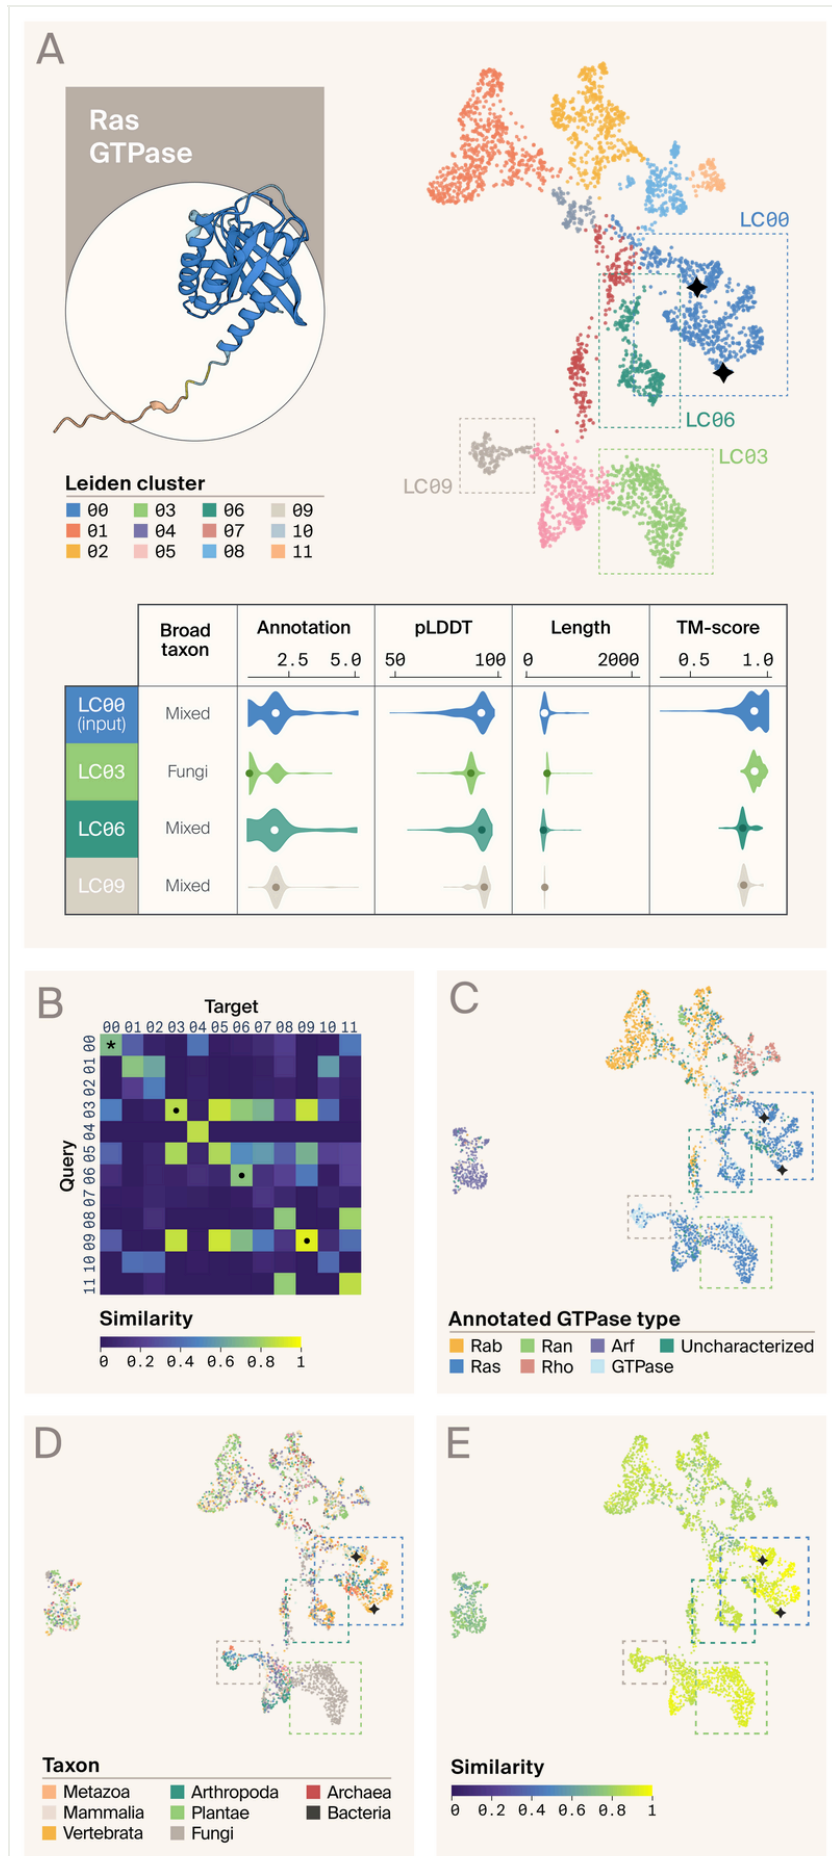 A
Ras
GTPase
LC00
LC06
LC03
LC09
Leiden cluster
00 03 06 09
01 04 07 10
02 05 08 11
Broad taxon Annotation pLDDT Length TM-score
2.5 5.0 50 100 0 2000 0.5 1.0
LC00 (input) Mixed
LC03 Fungi
LC06 Mixed
LC09 Mixed
B
Target
00 01 02 03 04 05 06 07 08 09 10 11
Query
00
01
02
03
04
05
06
07
08
09
10
11
*
Similarity
0 0.2 0.4 0.6 0.8 1
C
Annotated GTPase type
Rab Ran Arf Uncharacterized
Ras Rho GTPase
D
Taxon
Metazoa Arthropoda Archaea
Mammalia Plantae Bacteria
Vertebrata Fungi
E
Similarity
0 0.2 0.4 0.6 0.8 1